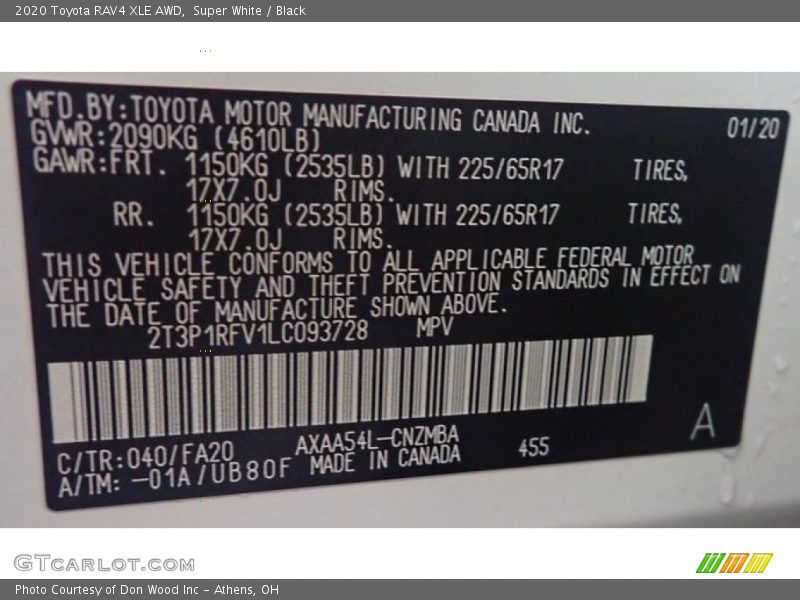 2020 Toyota RAV4 XLE AWD,  Super White / Black
MFD.BY:TOYOTA MOTOR MANUFACTURING CANADA INC.
01/20
GVWR:2090KG (4610LB)
GAWR:FRT. 1150KG (2535LB) WITH 225/65R17 TIRES,
17X7.0J RIMS.
RR. 1150KG (2535LB) WITH 225/65R17 TIRES,
17X7.0J RIMS.
THIS VEHICLE CONFORMS TO ALL APPLICABLE FEDERAL MOTOR
VEHICLE SAFETY AND THEFT PREVENTION STANDARDS IN EFFECT ON
THE DATE OF MANUFACTURE SHOWN ABOVE.
2T3P1RFV1LC093728 MPV
C/TR:040/FA20 AXAA54L-CNZMBA 455 A
A/TM: -01A/UB80F MADE IN CANADA
GTCARLOT.COM
Photo Courtesy of Don Wood Inc - Athens, OH